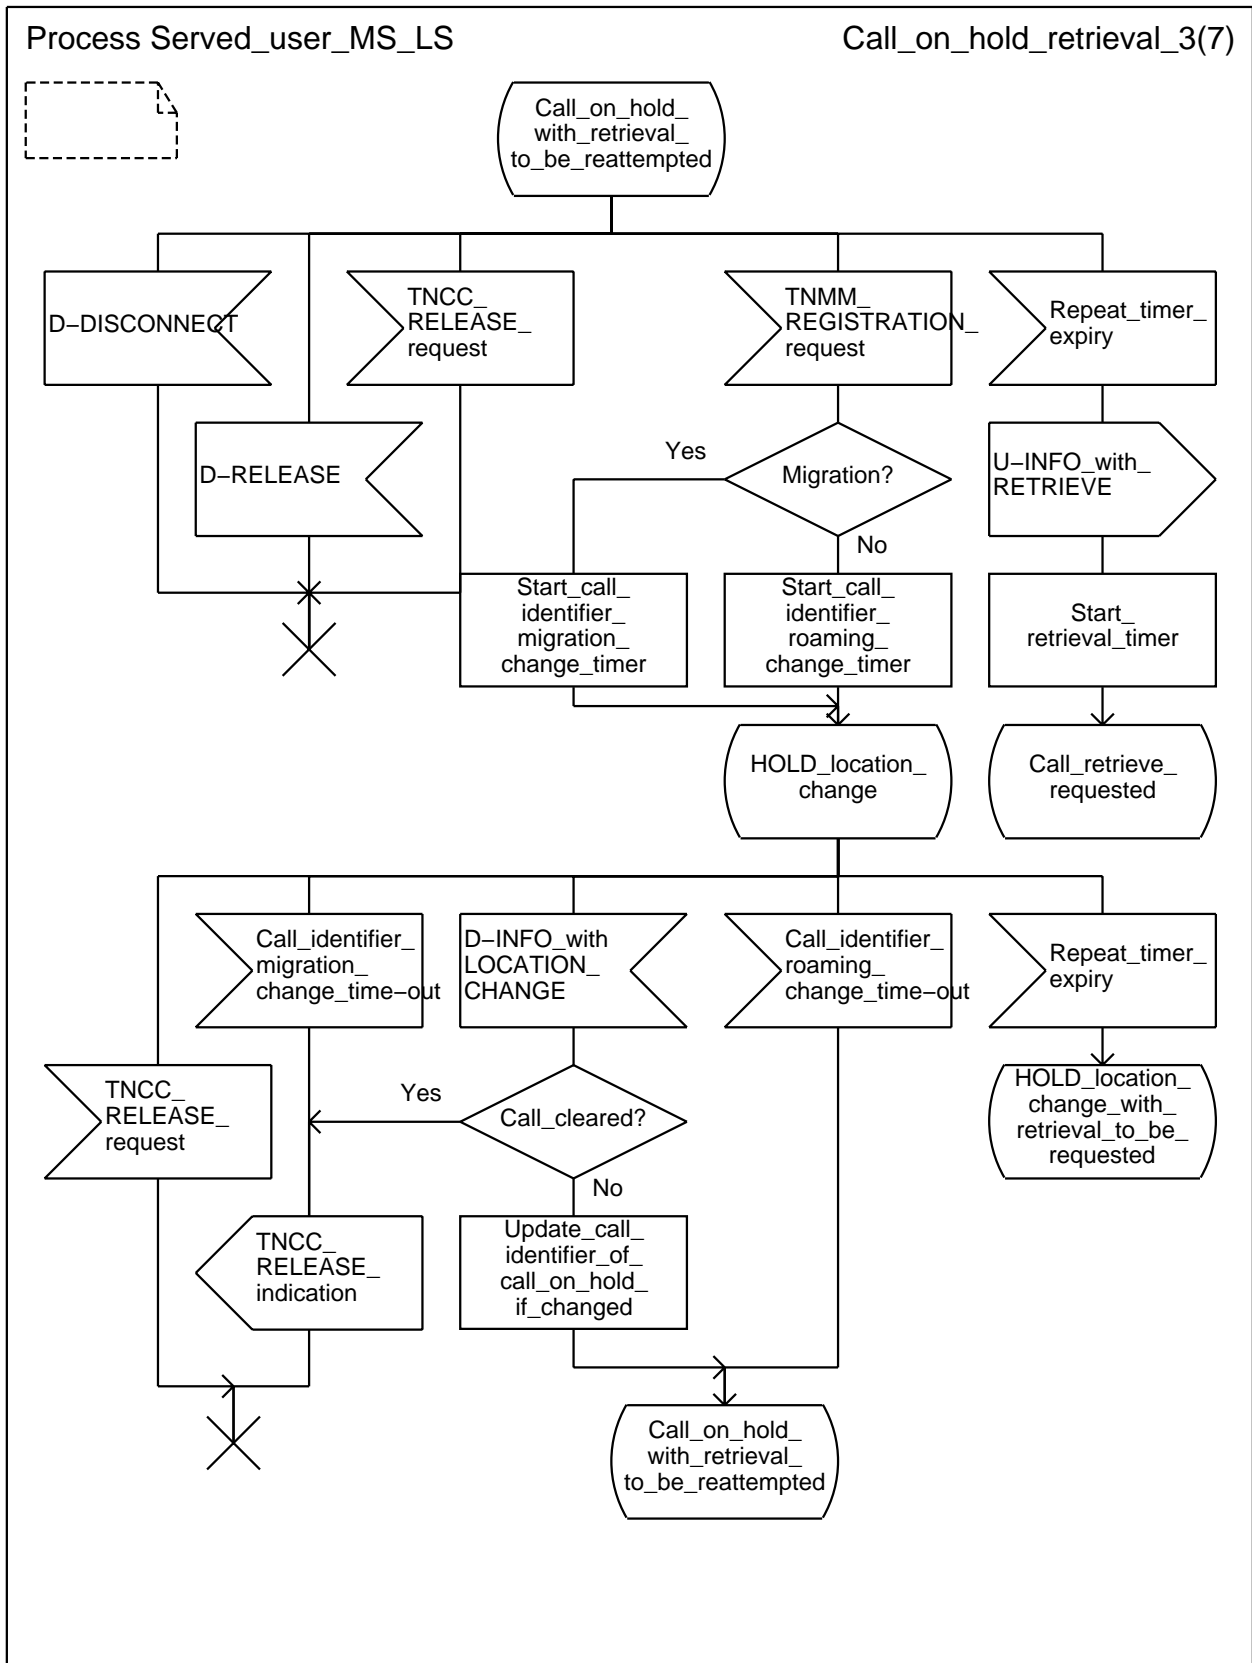 Process Served_user_MS_LS
Call_on_hold_retrieval_3(7)
Call_on_hold_
with_retrieval_
to_be_reattempted
D−DISCONNECT
TNCC_
RELEASE_
request
TNMM_
REGISTRATION_
request
Repeat_timer_
expiry
D−RELEASE
Yes
Migration?
No
U−INFO_with_
RETRIEVE
Start_call_
identifier_
migration_
change_timer
Start_call_
identifier_
roaming_
change_timer
Start_
retrieval_timer
HOLD_location_
change
Call_retrieve_
requested
Call_identifier_
migration_
change_time−out
D−INFO_with
LOCATION_
CHANGE
Call_identifier_
roaming_
change_time−out
Repeat_timer_
expiry
TNCC_
RELEASE_
request
Yes
Call_cleared?
No
HOLD_location_
change_with_
retrieval_to_be_
requested
TNCC_
RELEASE_
indication
Update_call_
identifier_of_
call_on_hold_
if_changed
Call_on_hold_
with_retrieval_
to_be_reattempted